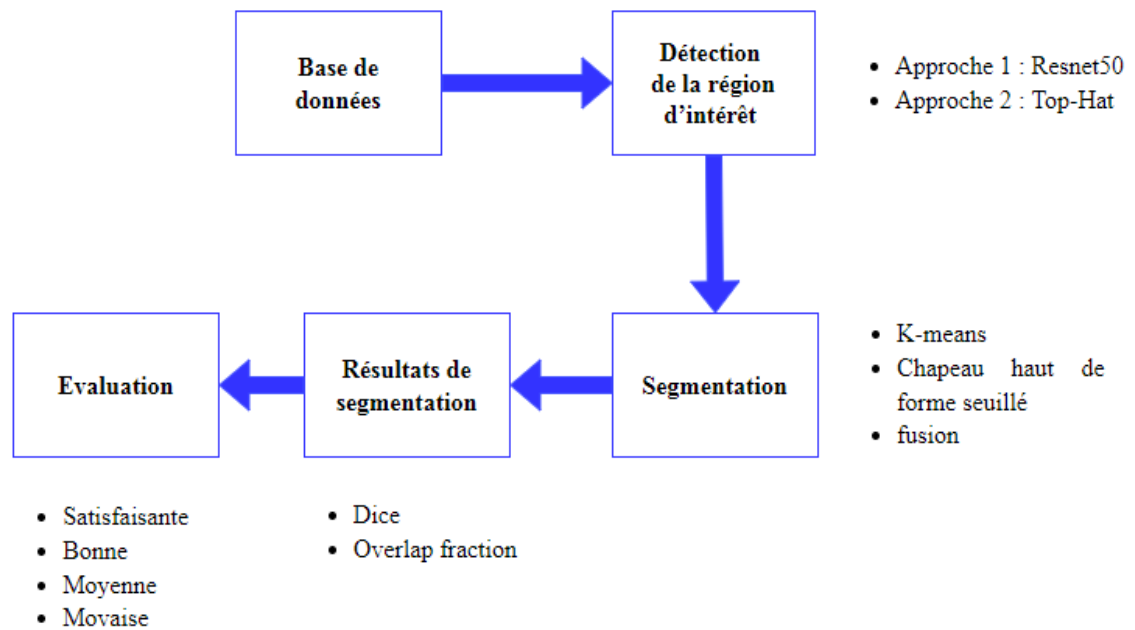 Base de
données
Détection
de la région
d'intérêt
• Approche 1 : Resnet50
• Approche 2 : Top-Hat
Evaluation
Résultats de
segmentation
Segmentation
• K-means
• Chapeau haut de
forme seuillé
• fusion
• Satisfaisante
• Bonne
• Moyenne
• Movaise
• Dice
• Overlap fraction